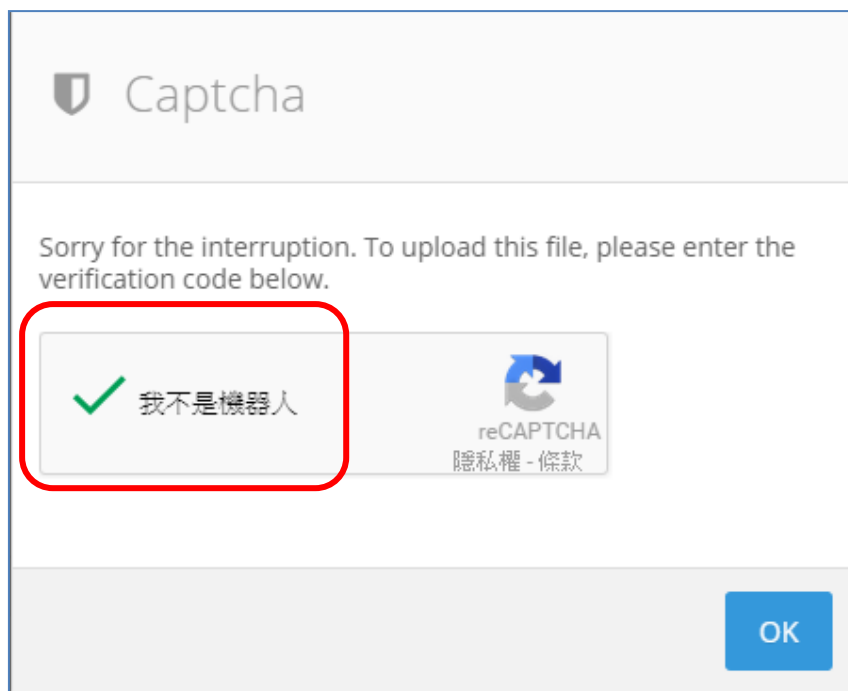 Captcha
Sorry for the interruption. To upload this file, please enter the
verification code below.
我不是機器人
reCAPTCHA
隱私權 - 條款
OK